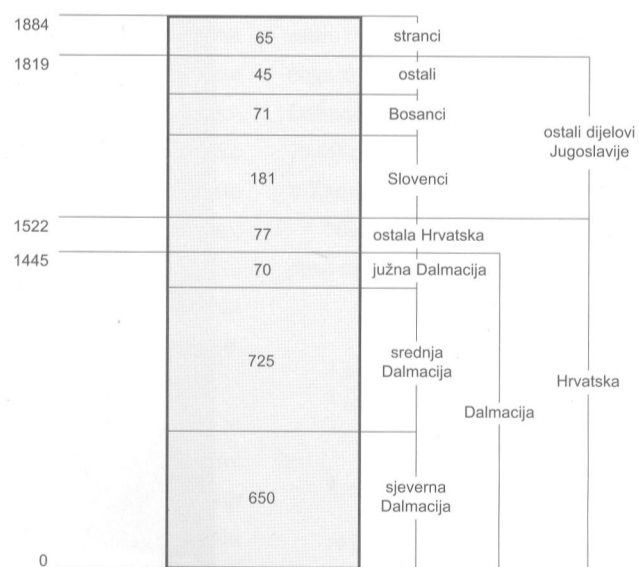 1884
65
stranci
1819
45
ostali
71
Bosanci
ostali dijelovi
Jugoslavije
181
Slovenci
1522
77
ostala Hrvatska
1445
70
južna Dalmacija
725
srednja
Dalmacija
Hrvatska
Dalmacija
650
sjeverna
Dalmacija
0